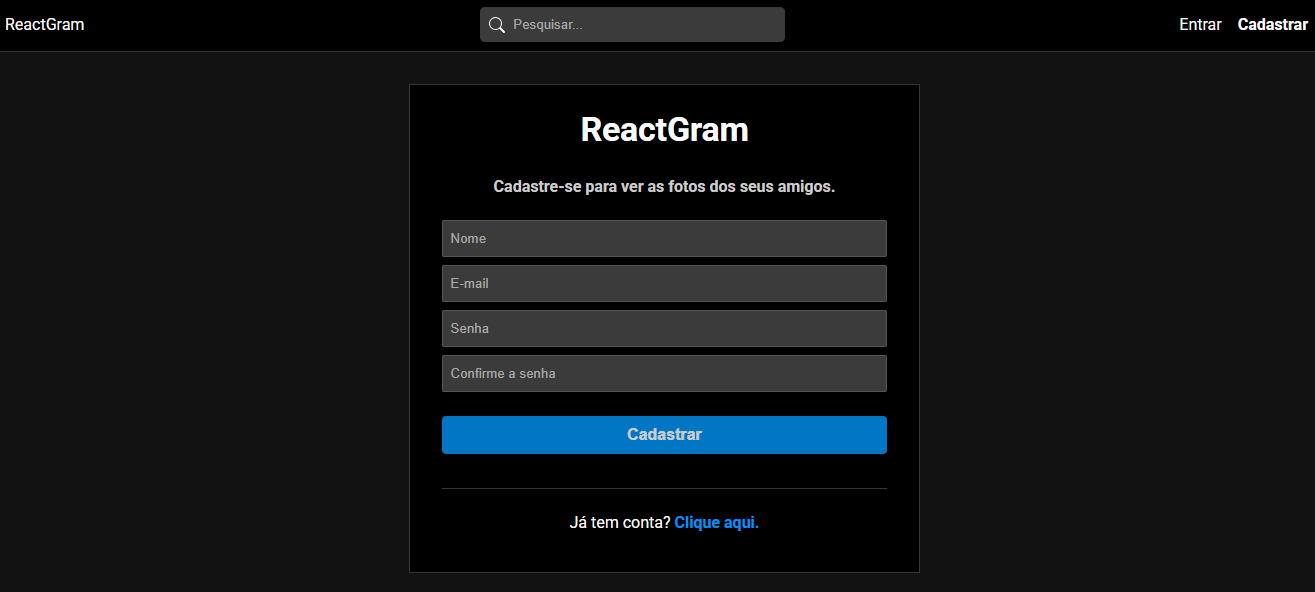 ReactGram
Pesquisar...
Entrar
Cadastrar
ReactGram
Cadastre-se para ver as fotos dos seus amigos.
Nome
E-mail
Senha
Confirme a senha
Cadastrar
Já tem conta? Clique aqui.